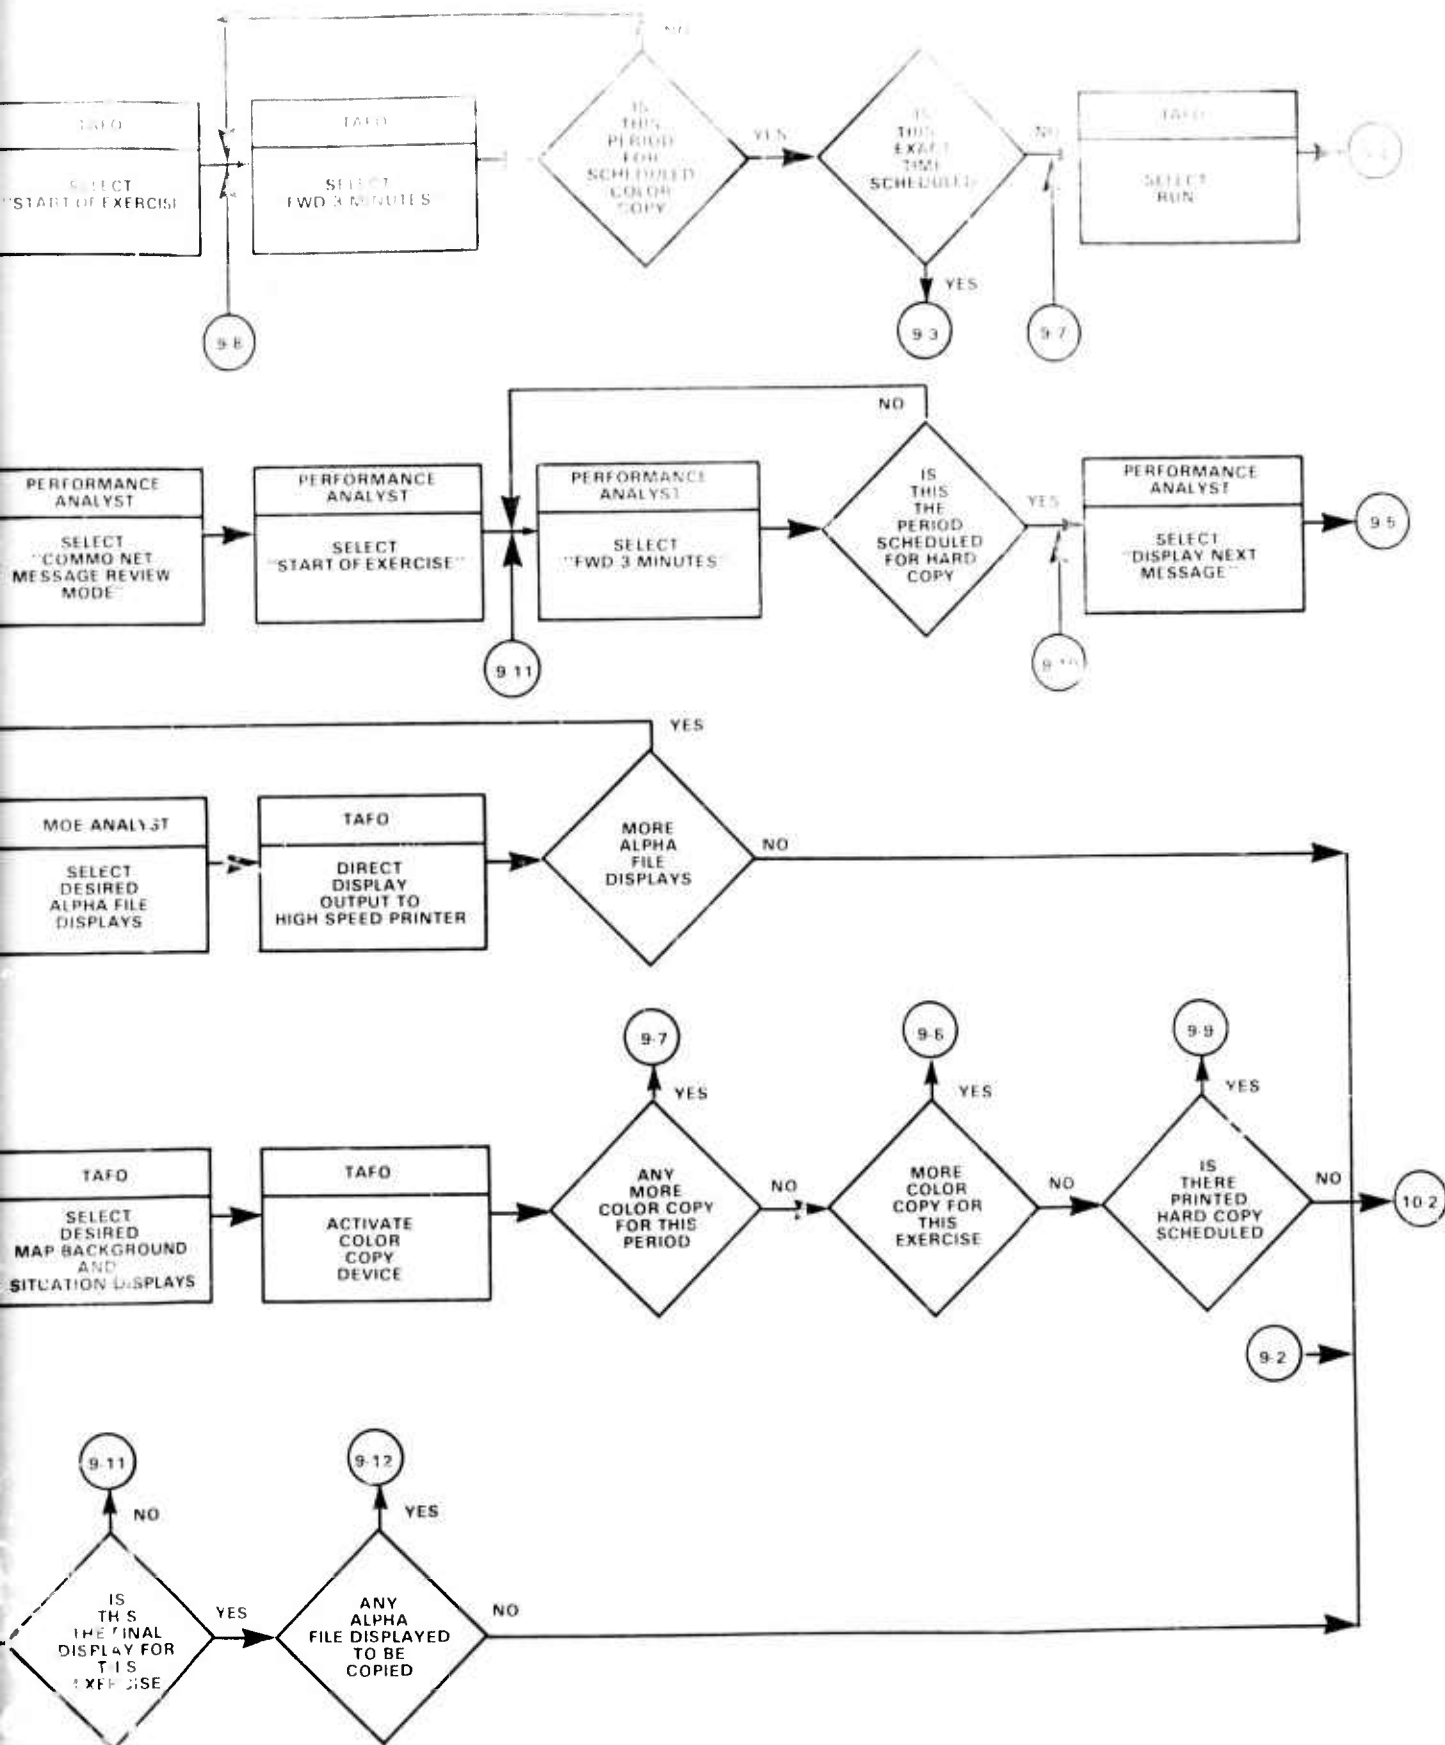 NO
TAFO
SELECT
"START OF EXERCISE
TAFO
SELECT
FWD 3 MINUTES"
IS
THIS
PERIOD
FOR
SCHEDULED
COLOR
COPY
YES
IS
THIS
EXACT
TIME
SCHEDULED
NO
YES
TAFO
SELECT
RUN
9-8
9-3
9-7
NO
PERFORMANCE
ANALYST
SELECT
"COMMO NET
MESSAGE REVIEW
MODE"
PERFORMANCE
ANALYST
SELECT
"START OF EXERCISE"
PERFORMANCE
ANALYST
SELECT
"FWD 3 MINUTES"
IS
THIS
THE
PERIOD
SCHEDULED
FOR HARD
COPY
YES
PERFORMANCE
ANALYST
SELECT
"DISPLAY NEXT
MESSAGE"
9-5
9-11
9-10
YES
MOE ANALYST
SELECT
DESIRED
ALPHA FILE
DISPLAYS
TAFO
DIRECT
DISPLAY
OUTPUT TO
HIGH SPEED PRINTER
MORE
ALPHA
FILE
DISPLAYS
NO
9-7
YES
9-6
YES
9-9
YES
TAFO
SELECT
DESIRED
MAP BACKGROUND
AND
SITUATION DISPLAYS
TAFO
ACTIVATE
COLOR
COPY
DEVICE
ANY
MORE
COLOR COPY
FOR THIS
PERIOD
NO
MORE
COLOR
COPY FOR
THIS
EXERCISE
NO
IS
THERE
PRINTED
HARD COPY
SCHEDULED
NO
10-2
9-2
9-11
NO
9-12
YES
IS
THIS
THE FINAL
DISPLAY FOR
THIS
EXERCISE
YES
ANY
ALPHA
FILE DISPLAYED
TO BE
COPIED
NO